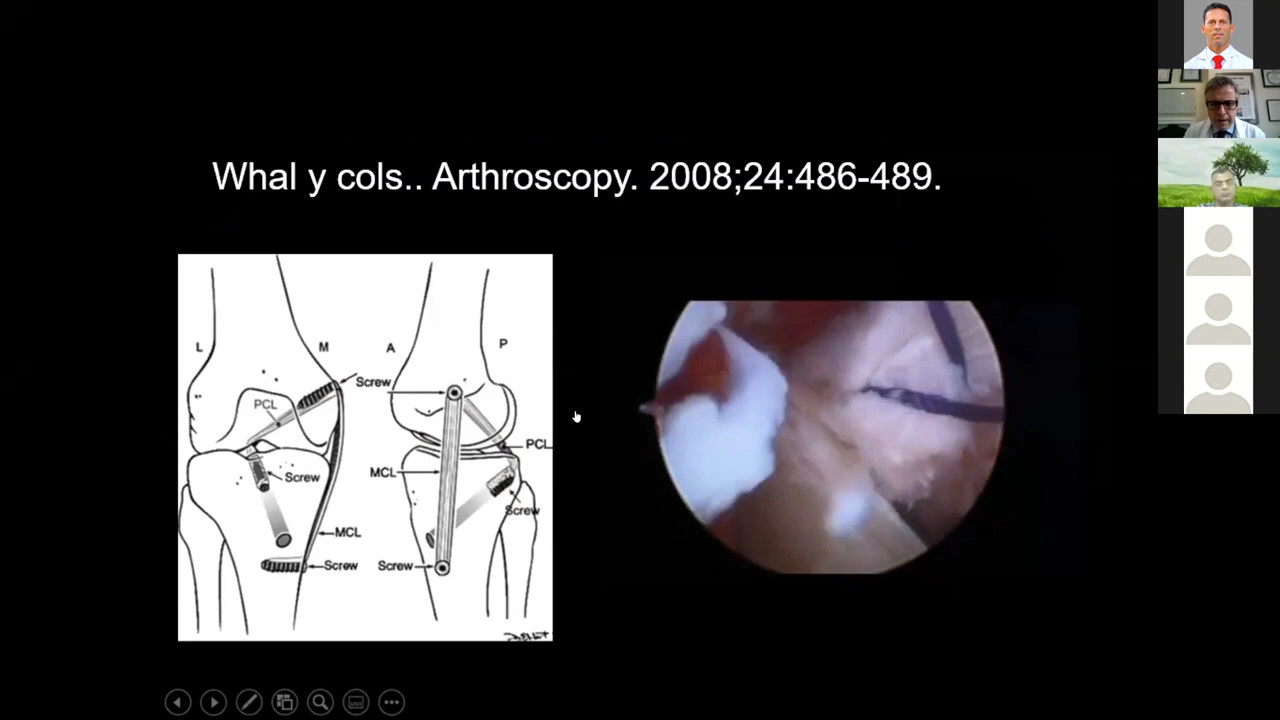 Whal y cols.. Arthroscopy. 2008;24:486-489.
L
M
A
P
Screw
PCL
PCL
Screw
MCL
Screw
MCL
Screw
Screw